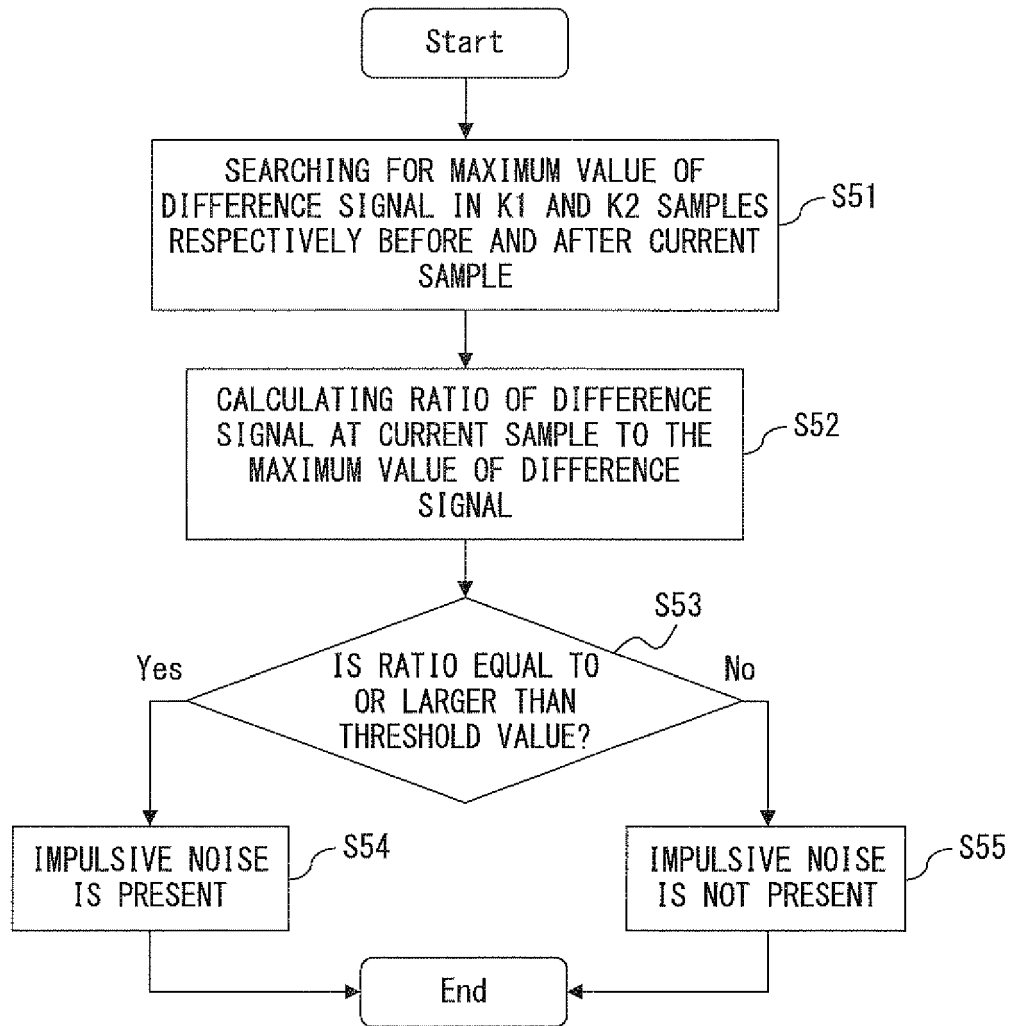 Start
SEARCHING FOR MAXIMUM VALUE OF
DIFFERENCE SIGNAL IN K1 AND K2 SAMPLES
RESPECTIVELY BEFORE AND AFTER CURRENT
SAMPLE
S51
CALCULATING RATIO OF DIFFERENCE
SIGNAL AT CURRENT SAMPLE TO THE
MAXIMUM VALUE OF DIFFERENCE
SIGNAL
S52
S53
Yes
IS RATIO EQUAL TO
OR LARGER THAN
THRESHOLD VALUE?
No
IMPULSIVE NOISE
IS PRESENT
S54
IMPULSIVE NOISE
IS NOT PRESENT
S55
End